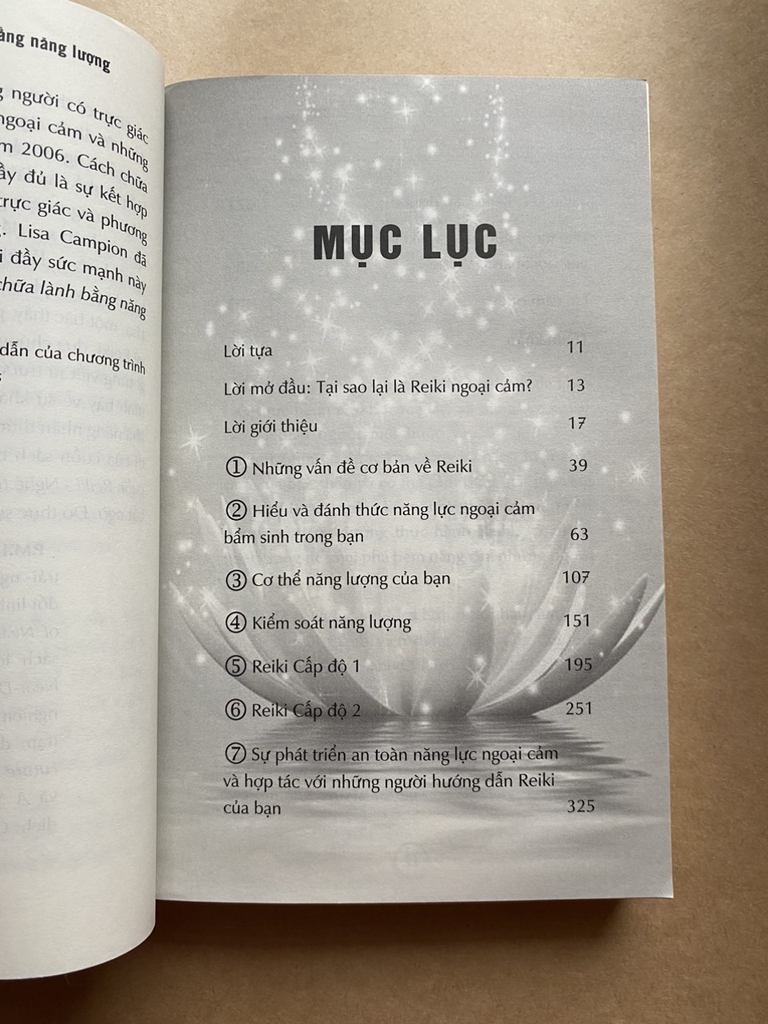 ằng năng lượng
người có trực giác
ngoại cảm và những
2006. Cách chữa
đầy đủ là sự kết hợp
trực giác và phương
Lisa Campion đã
đầy sức mạnh này
chữa lành bằng năng
dẫn của chương trình
MỤC LỤC
Lời tựa 11
Lời mở đầu: Tại sao lại là Reiki ngoại cảm? 13
Lời giới thiệu 17
① Những vấn đề cơ bản về Reiki 39
② Hiểu và đánh thức năng lực ngoại cảm
bẩm sinh trong bạn 63
③ Cơ thể năng lượng của bạn 107
④ Kiểm soát năng lượng 151
⑤ Reiki Cấp độ 1 195
⑥ Reiki Cấp độ 2 251
⑦ Sự phát triển an toàn năng lực ngoại cảm
và hợp tác với những người hướng dẫn Reiki
của bạn 325